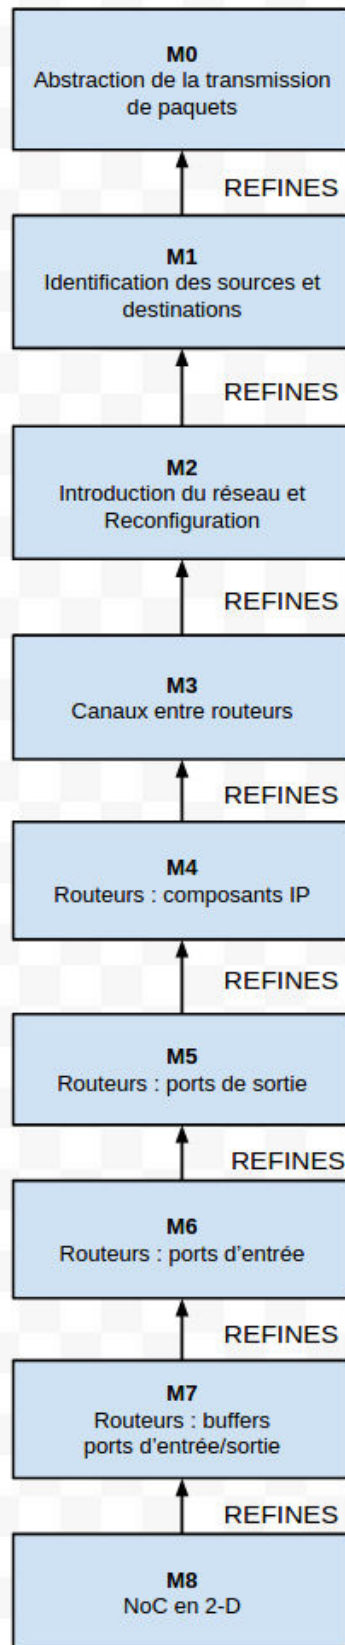 M0
Abstraction de la transmission
de paquets
REFINES
M1
Identification des sources et
destinations
REFINES
M2
Introduction du réseau et
Reconfiguration
REFINES
M3
Canaux entre routeurs
REFINES
M4
Routeurs : composants IP
REFINES
M5
Routeurs : ports de sortie
REFINES
M6
Routeurs : ports d'entrée
REFINES
M7
Routeurs : buffers
ports d'entrée/sortie
REFINES
M8
NoC en 2-D